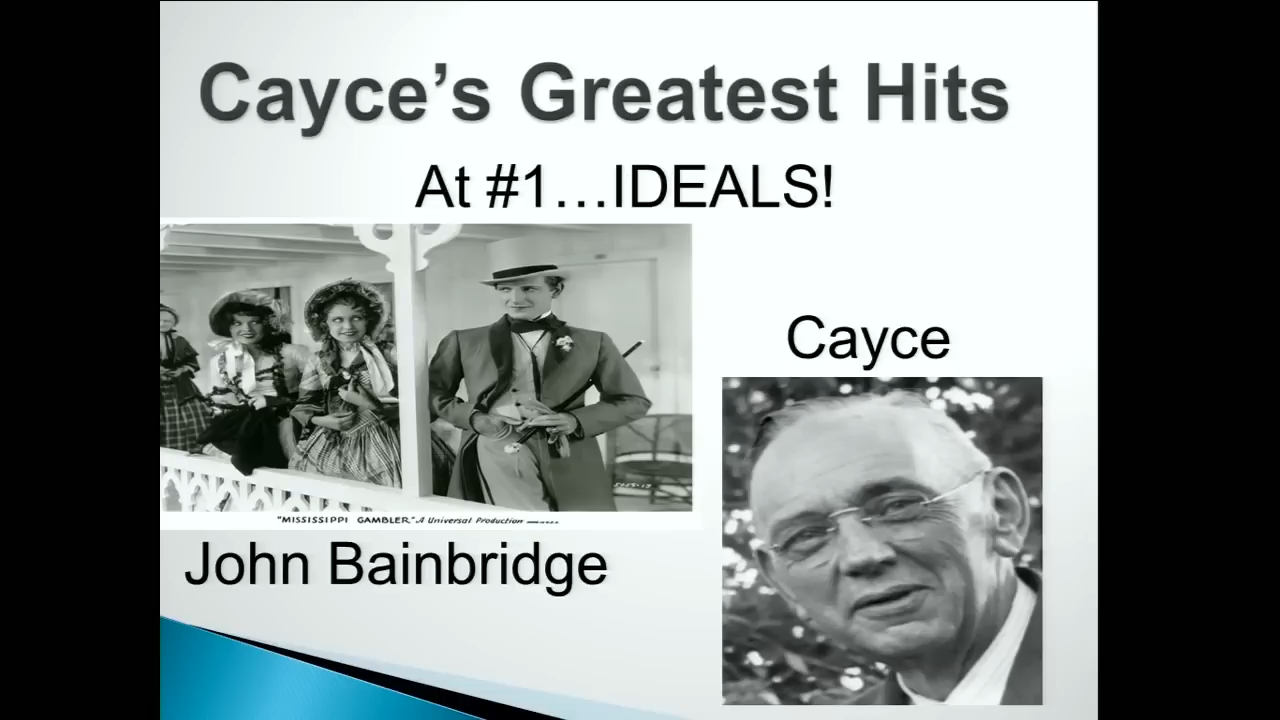 Cayce’s Greatest Hits
At #1…IDEALS!
Cayce
"MISSISSIPPI GAMBLER." A Universal Production
John Bainbridge